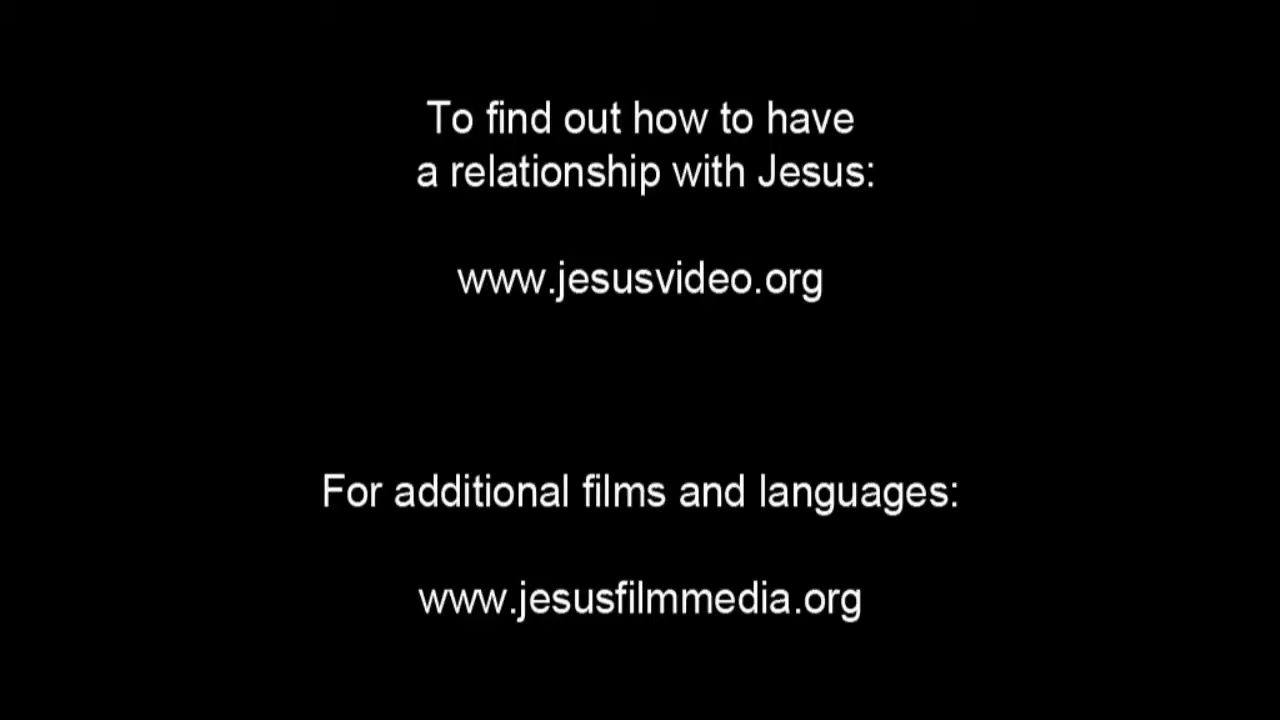 To find out how to have
a relationship with Jesus:
www.jesusvideo.org
For additional films and languages:
www.jesusfilmmedia.org